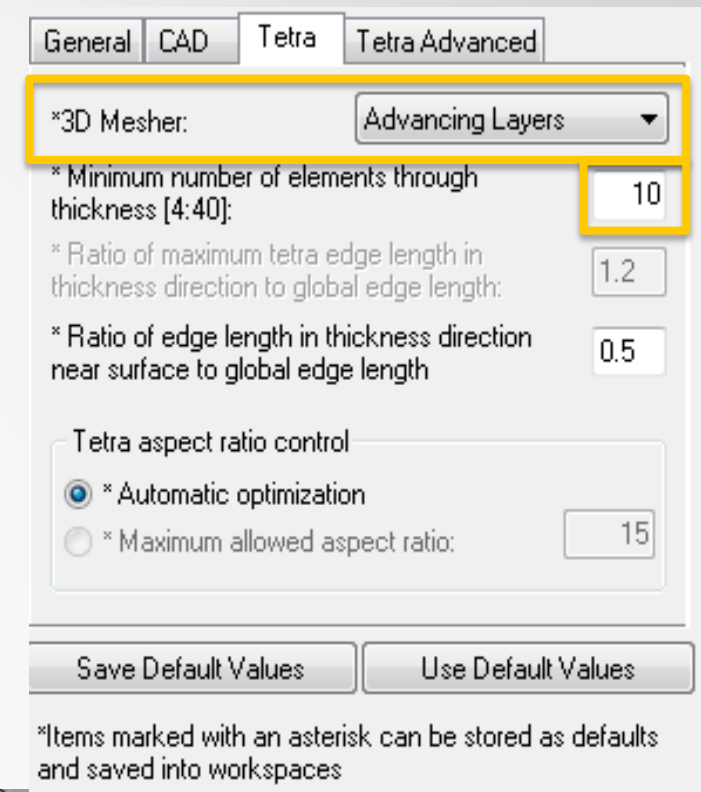 General CAD Tetra Tetra Advanced
*3D Mesher: Advancing Layers
* Minimum number of elements through
thickness [4:40]: 10
* Ratio of maximum tetra edge length in
thickness direction to global edge length: 1.2
* Ratio of edge length in thickness direction
near surface to global edge length 0.5
Tetra aspect ratio control
* Automatic optimization
* Maximum allowed aspect ratio: 15
Save Default Values Use Default Values
*Items marked with an asterisk can be stored as defaults
and saved into workspaces